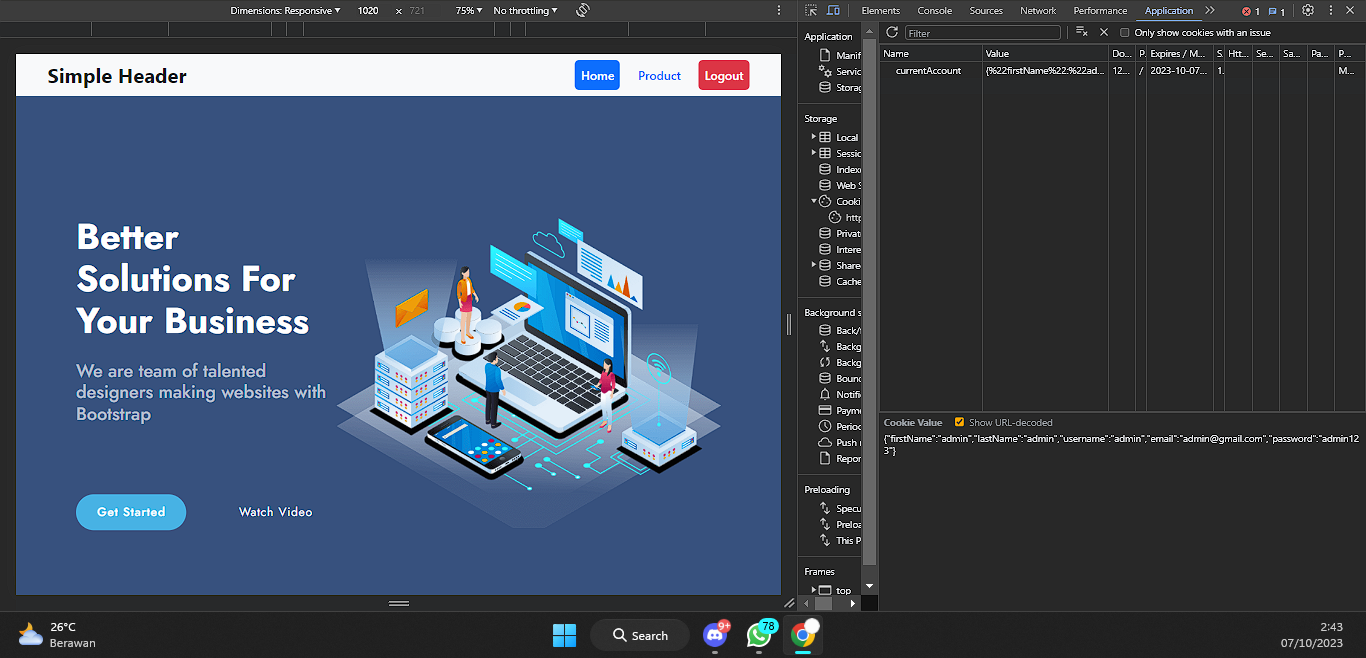 Dimensions: Responsive 1020 × 721 75% No throttling
Elements Console Sources Network Performance Application 1 1
Simple Header
Home Product Logout
Better
Solutions For
Your Business
We are team of talented
designers making websites with
Bootstrap
Get Started Watch Video
Application
Manif
Servic
Storag
Storage
Local
Sessic
Index
Web S
Cooki
http
Privat
Intere
Share
Cache
Background s
Back/
Backg
Backg
Bounc
Notifi
Payme
Period
Push
Repor
Preloading
Specu
Preloa
This P
Frames
top
Filter Only show cookies with an issue
Name Value Do... P. Expires / M... S. Htt... Se... Sa... Pa... P...
currentAccount {%22firstName%22:%22ad... 12... / 2023-10-07... 1. M...
Cookie Value Show URL-decoded
{"firstName":"admin","lastName":"admin","username":"admin","email":"admin@gmail.com","password":"admin12
3"}
26°C
Berawan
Search
9+
78
2:43
07/10/2023